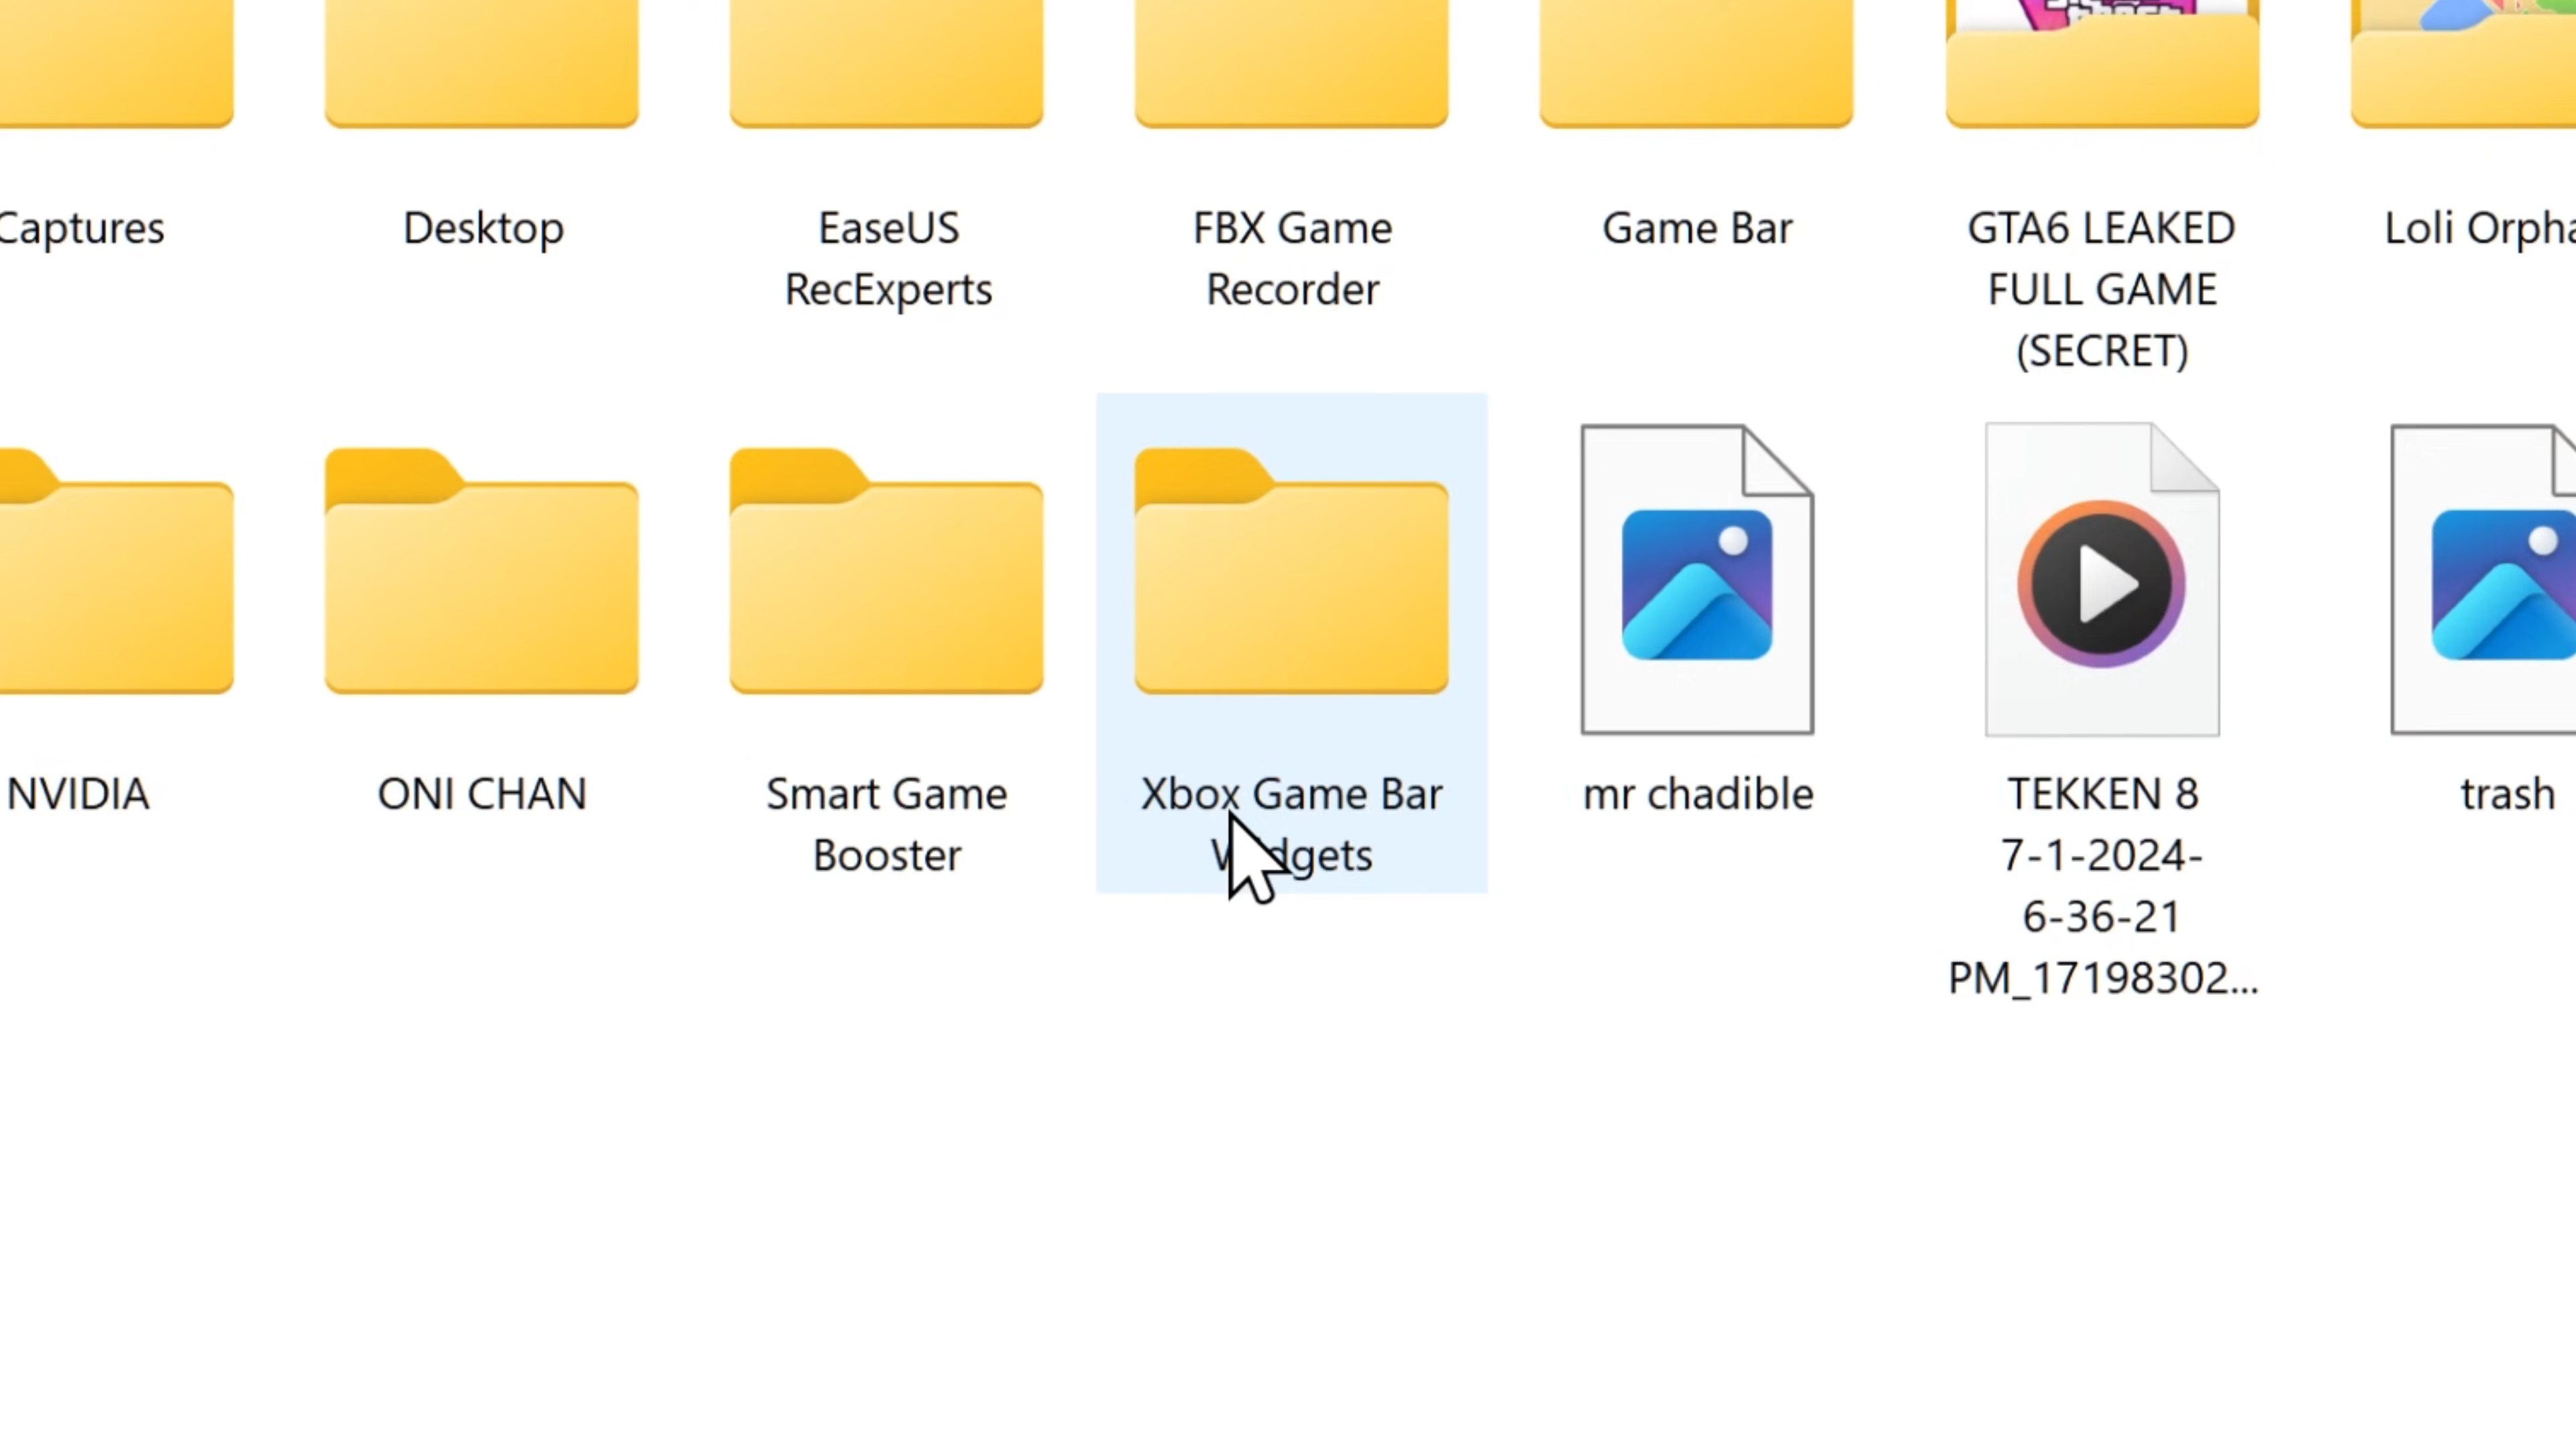 Captures
Desktop
EaseUS
RecExperts
FBX Game
Recorder
Game Bar
GTA6 LEAKED
FULL GAME
(SECRET)
Loli
NVIDIA
ONI CHAN
Smart Game
Booster
Xbox Game Bar
Widgets
mr chadible
TEKKEN 8
7-1-2024-
6-36-21
PM_17198302...
trash